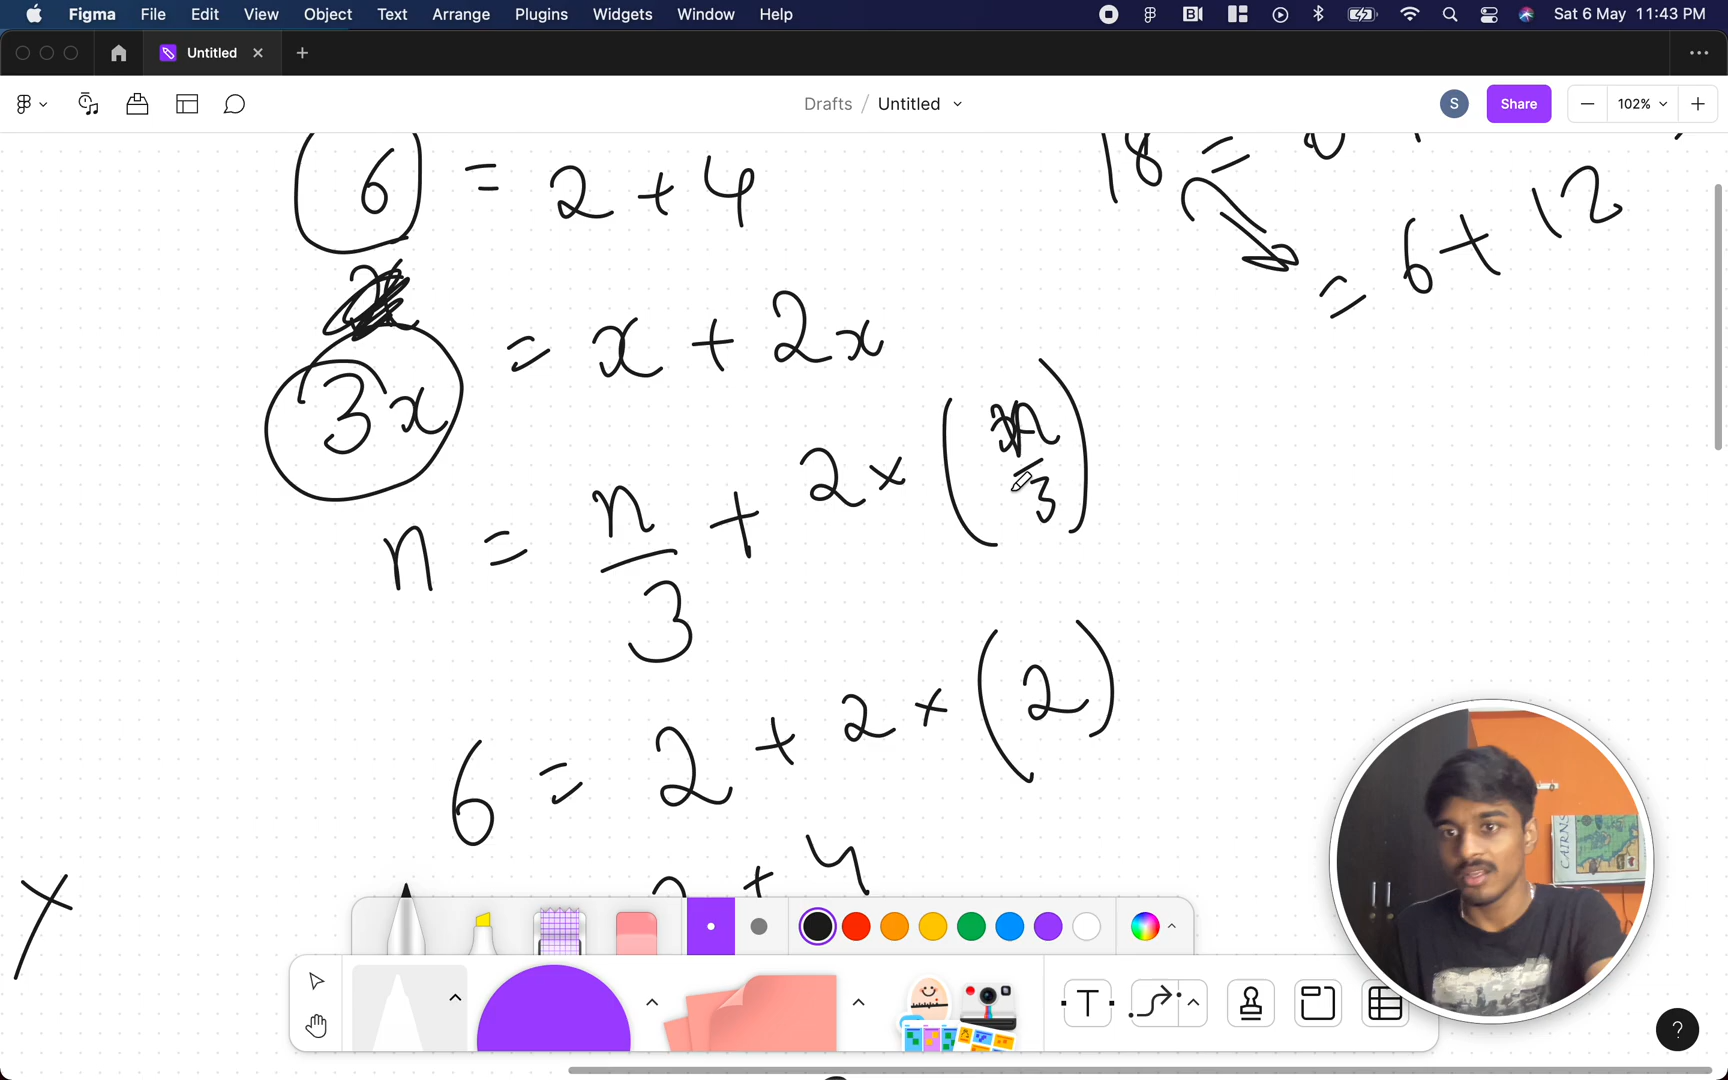 Figma File Edit View Object Text Arrange Plugins Widgets Window Help Sat 6 May 11:43 PM
Untitled
Drafts / Untitled
S
Share
102%
6 = 2 + 4
18 =
= 6 + 12
3x = x + 2x
n = n/3 + 2 × (n/3)
6 = 2 + 2 × (2)
2 + 4
CAIRNS
T
?